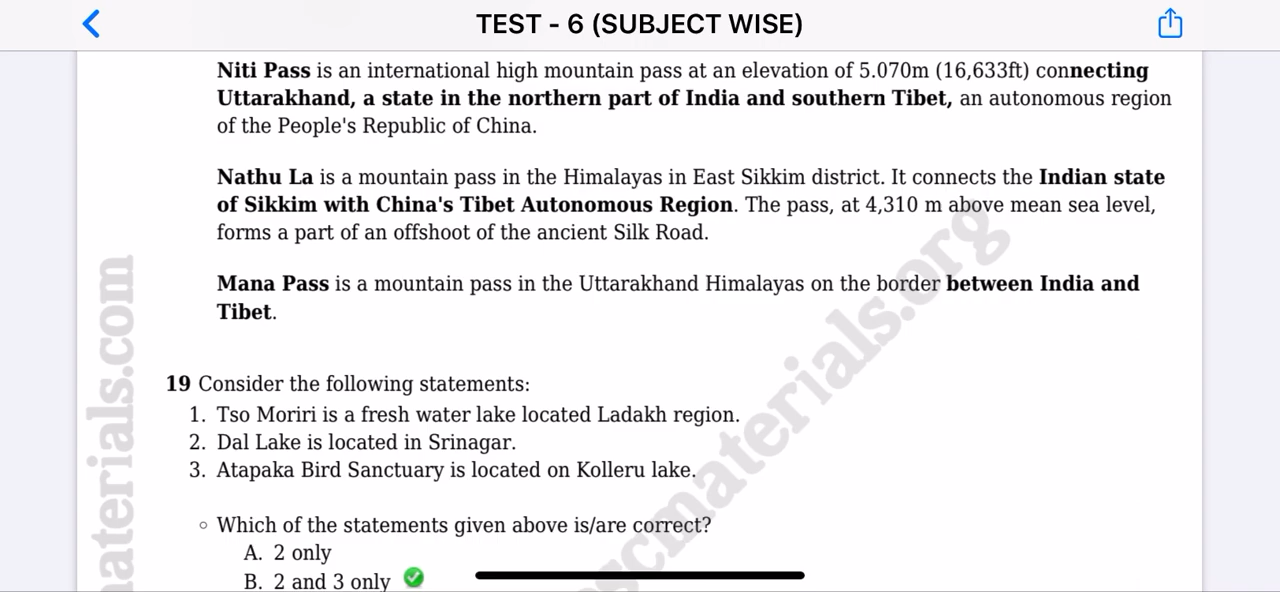 TEST - 6 (SUBJECT WISE)
Niti Pass is an international high mountain pass at an elevation of 5.070m (16,633ft) connecting
Uttarakhand, a state in the northern part of India and southern Tibet, an autonomous region
of the People's Republic of China.
Nathu La is a mountain pass in the Himalayas in East Sikkim district. It connects the Indian state
of Sikkim with China's Tibet Autonomous Region. The pass, at 4,310 m above mean sea level,
forms a part of an offshoot of the ancient Silk Road.
Mana Pass is a mountain pass in the Uttarakhand Himalayas on the border between India and
Tibet.
19 Consider the following statements:
1. Tso Moriri is a fresh water lake located Ladakh region.
2. Dal Lake is located in Srinagar.
3. Atapaka Bird Sanctuary is located on Kolleru lake.
Which of the statements given above is/are correct?
A. 2 only
B. 2 and 3 only
aterials.com
scmaterials.org